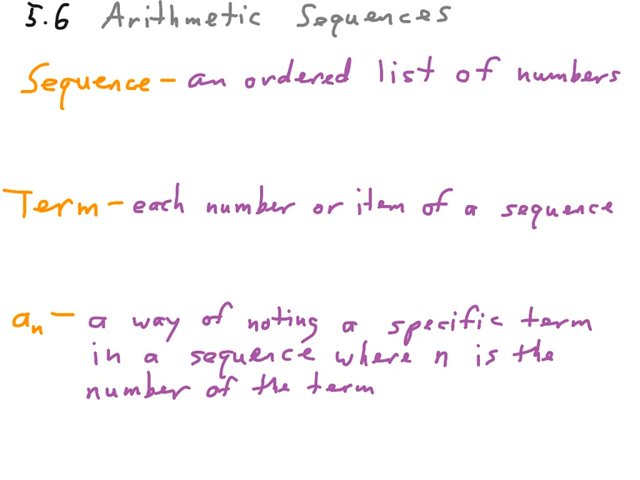 5.6 Arithmetic Sequences
Sequence - an ordered list of numbers
Term - each number or item of a sequence
aₙ - a way of noting a specific term
in a sequence where n is the
number of the term